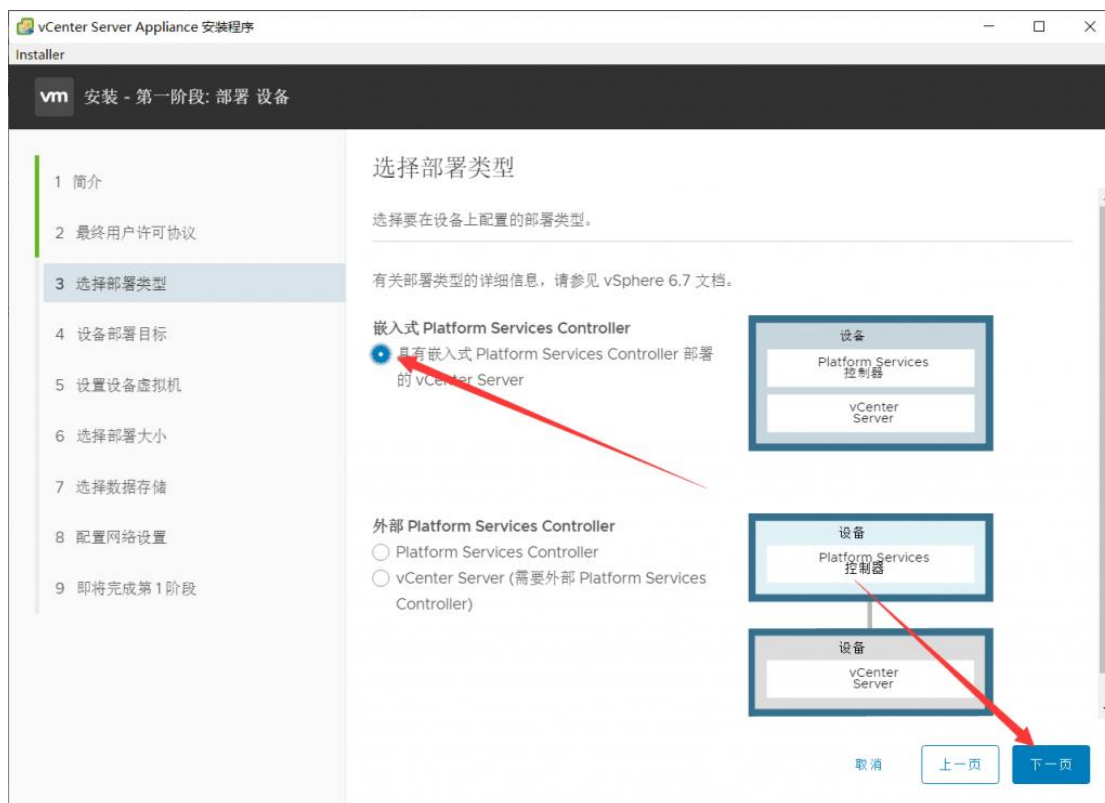 vCenter Server Appliance 安装程序
Installer
vm 安装 - 第一阶段: 部署 设备
1 简介
2 最终用户许可协议
3 选择部署类型
4 设备部署目标
5 设置设备虚拟机
6 选择部署大小
7 选择数据存储
8 配置网络设置
9 即将完成第1阶段
选择部署类型
选择要在设备上配置的部署类型。
有关部署类型的详细信息，请参见 vSphere 6.7 文档。
嵌入式 Platform Services Controller
具有嵌入式 Platform Services Controller 部署
的 vCenter Server
设备
Platform Services
控制器
vCenter
Server
外部 Platform Services Controller
Platform Services Controller
vCenter Server (需要外部 Platform Services
Controller)
设备
Platform Services
控制器
设备
vCenter
Server
取消
上一页
下一页